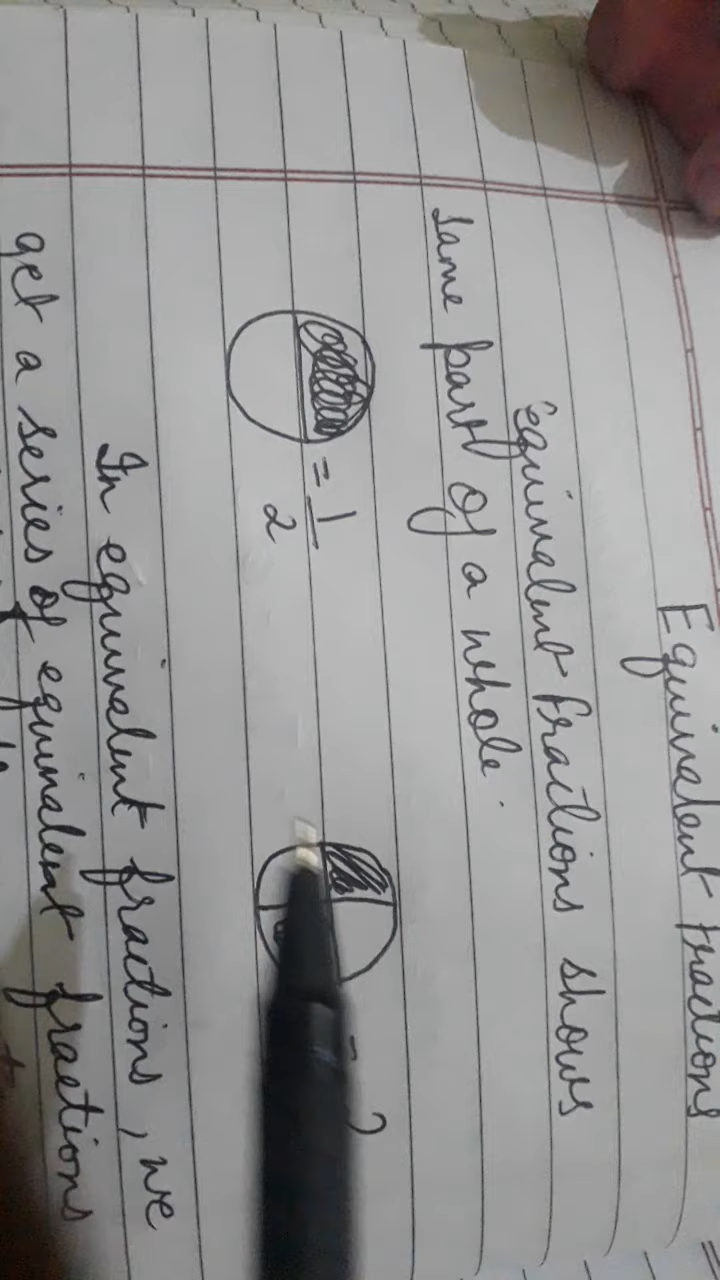 Equivalent Fractions
Equivalent fractions shows
same part of a whole.
= 1/2 = 2
In equivalent fractions, we
get a series of equivalent fractions